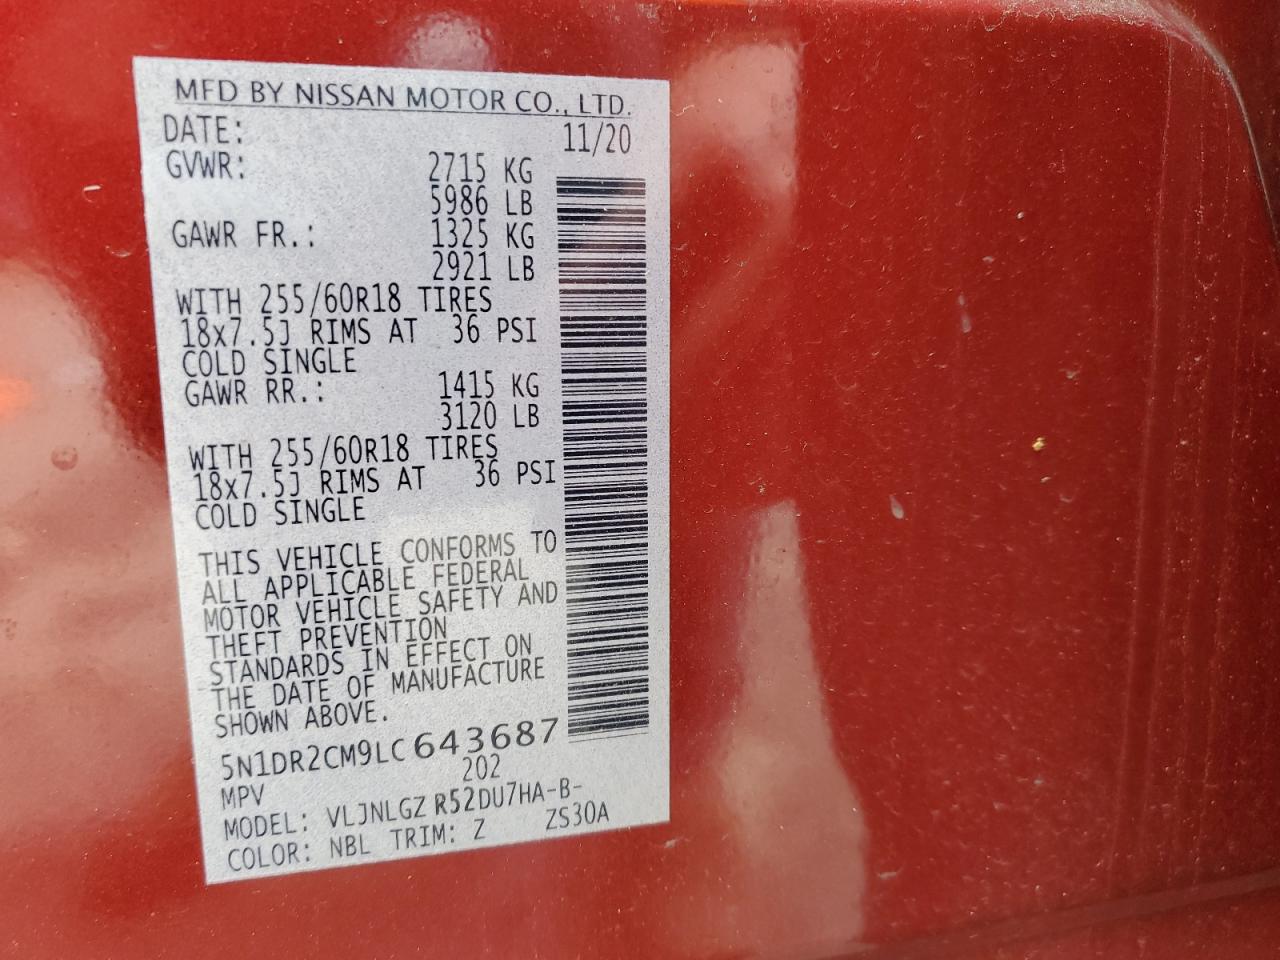 MFD BY NISSAN MOTOR CO., LTD.
DATE: 11/20
GVWR: 2715 KG
5986 LB
GAWR FR.: 1325 KG
2921 LB
WITH 255/60R18 TIRES
18x7.5J RIMS AT 36 PSI
COLD SINGLE
GAWR RR.: 1415 KG
3120 LB
WITH 255/60R18 TIRES
18x7.5J RIMS AT 36 PSI
COLD SINGLE
THIS VEHICLE CONFORMS TO
ALL APPLICABLE FEDERAL
MOTOR VEHICLE SAFETY AND
THEFT PREVENTION
STANDARDS IN EFFECT ON
THE DATE OF MANUFACTURE
SHOWN ABOVE.
5N1DR2CM9LC643687
MPV 202
MODEL: VLJNLGZ R52DU7HA-B-
COLOR: NBL TRIM: Z ZS30A